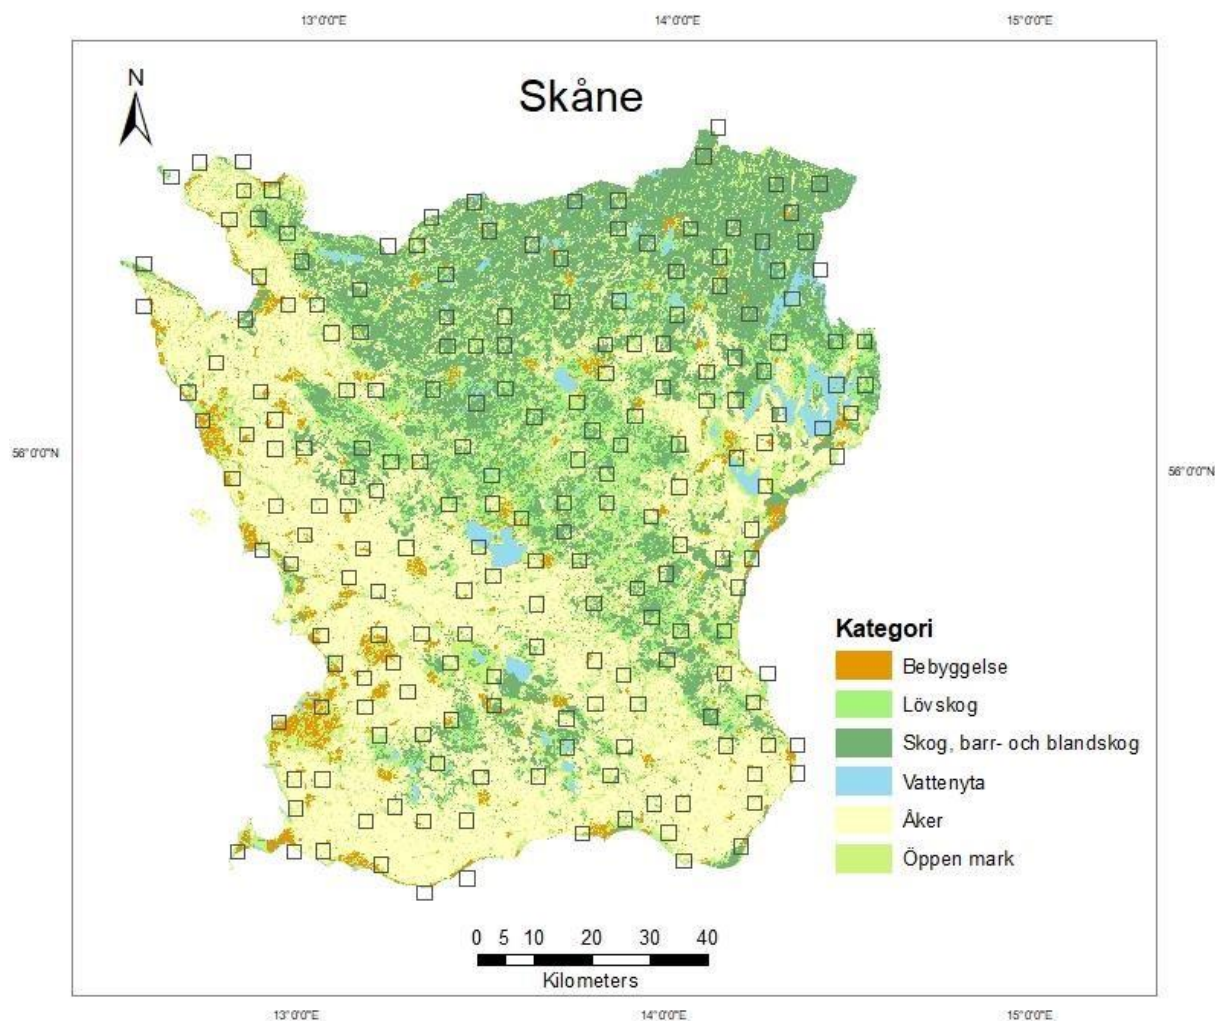 13°0'0"E 14°0'0"E 15°0'0"E
N
Skåne
56°0'0"N
56°0'0"N
Kategori
Bebyggelse
Lövskog
Skog, barr- och blandskog
Vattenyta
Åker
Öppen mark
0 5 10 20 30 40
Kilometers
13°0'0"E 14°0'0"E 15°0'0"E